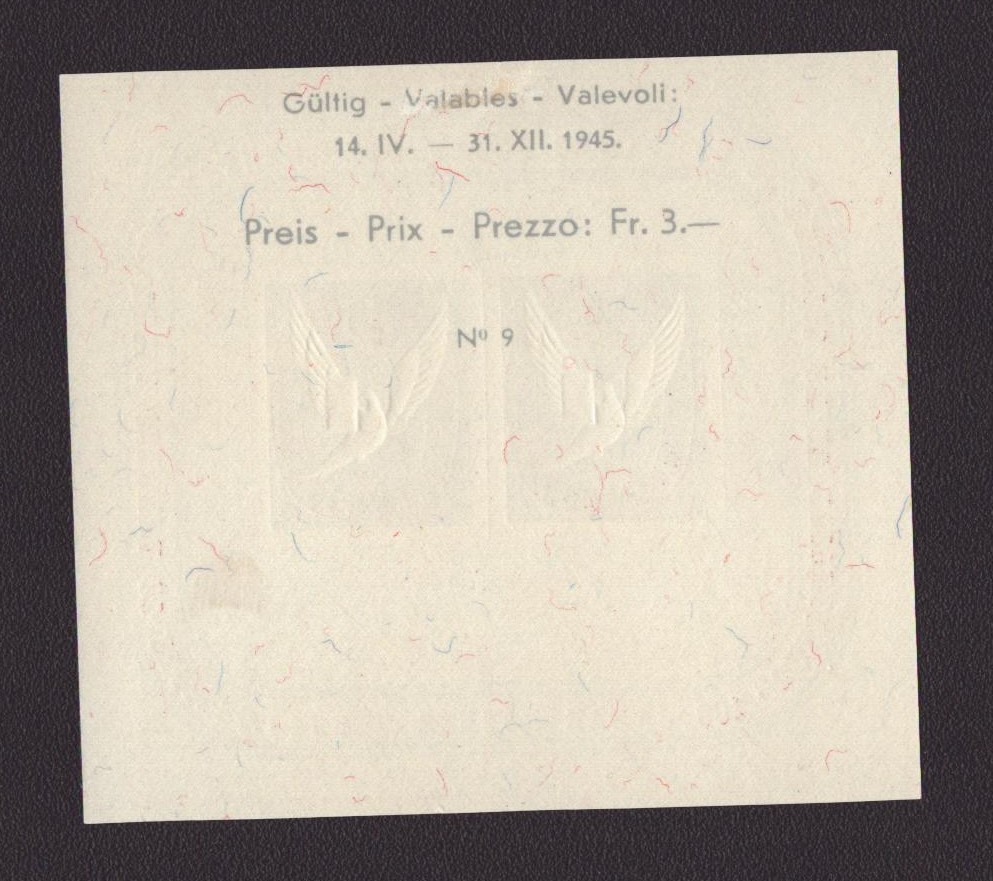 Gültig - Valables - Valevoli:
14. IV. — 31. XII. 1945.
Preis - Prix - Prezzo: Fr. 3.—
Nº 9